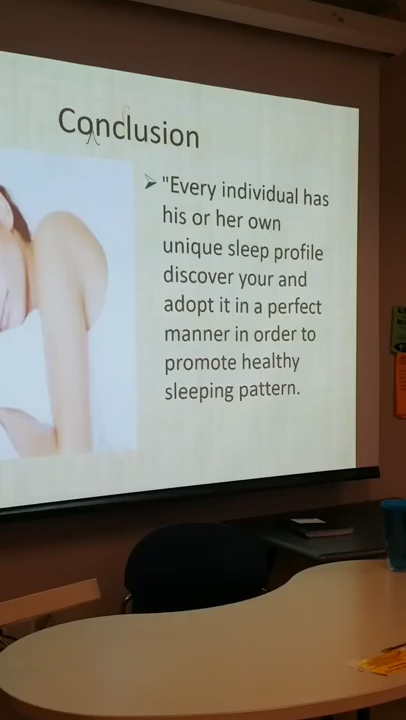 Conclusion
"Every individual has
his or her own
unique sleep profile
discover your and
adopt it in a perfect
manner in order to
promote healthy
sleeping pattern.